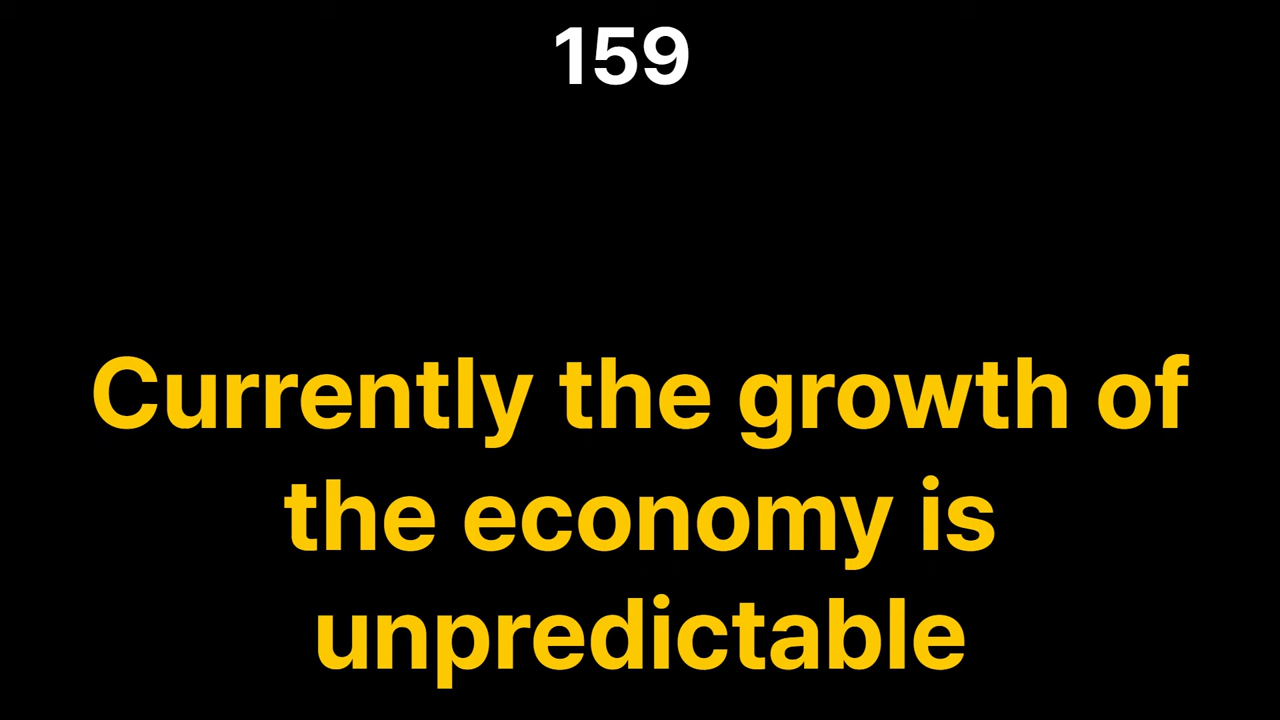 159
Currently the growth of
the economy is
unpredictable